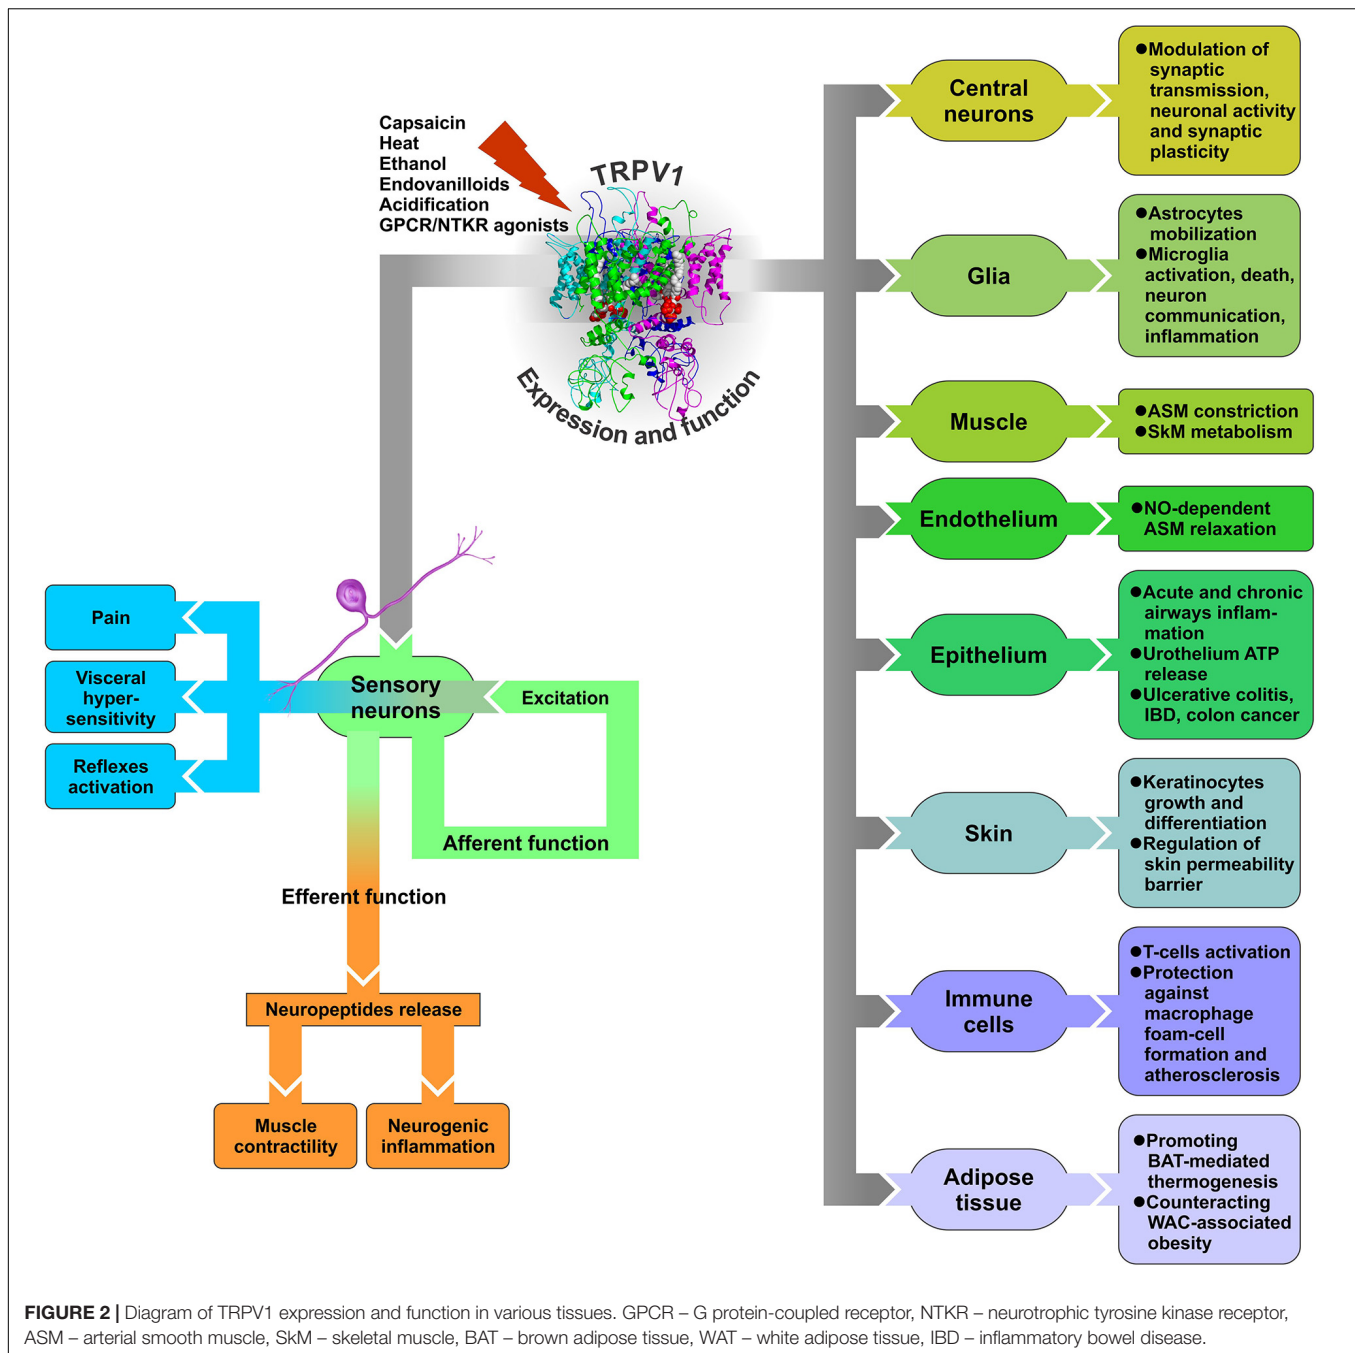 Capsaicin
Heat
Ethanol
Endovanilloids
Acidification
GPCR/NTKR agonists
TRPV1
Expression and function
Central
neurons
●Modulation of
synaptic
transmission,
neuronal activity
and synaptic
plasticity
Glia
●Astrocytes
mobilization
●Microglia
activation, death,
neuron
communication,
inflammation
Muscle
●ASM constriction
●SkM metabolism
Endothelium
●NO-dependent
ASM relaxation
Epithelium
●Acute and chronic
airways inflam-
mation
●Urothelium ATP
release
●Ulcerative colitis,
IBD, colon cancer
Skin
●Keratinocytes
growth and
differentiation
●Regulation of
skin permeability
barrier
Immune
cells
●T-cells activation
●Protection
against
macrophage
foam-cell
formation and
atherosclerosis
Adipose
tissue
●Promoting
BAT-mediated
thermogenesis
●Counteracting
WAC-associated
obesity
Pain
Visceral
hyper-
sensitivity
Reflexes
activation
Sensory
neurons
Excitation
Afferent function
Efferent function
Neuropeptides release
Muscle
contractility
Neurogenic
inflammation
FIGURE 2 | Diagram of TRPV1 expression and function in various tissues. GPCR – G protein-coupled receptor, NTKR – neurotrophic tyrosine kinase receptor,
ASM – arterial smooth muscle, SkM – skeletal muscle, BAT – brown adipose tissue, WAT – white adipose tissue, IBD – inflammatory bowel disease.